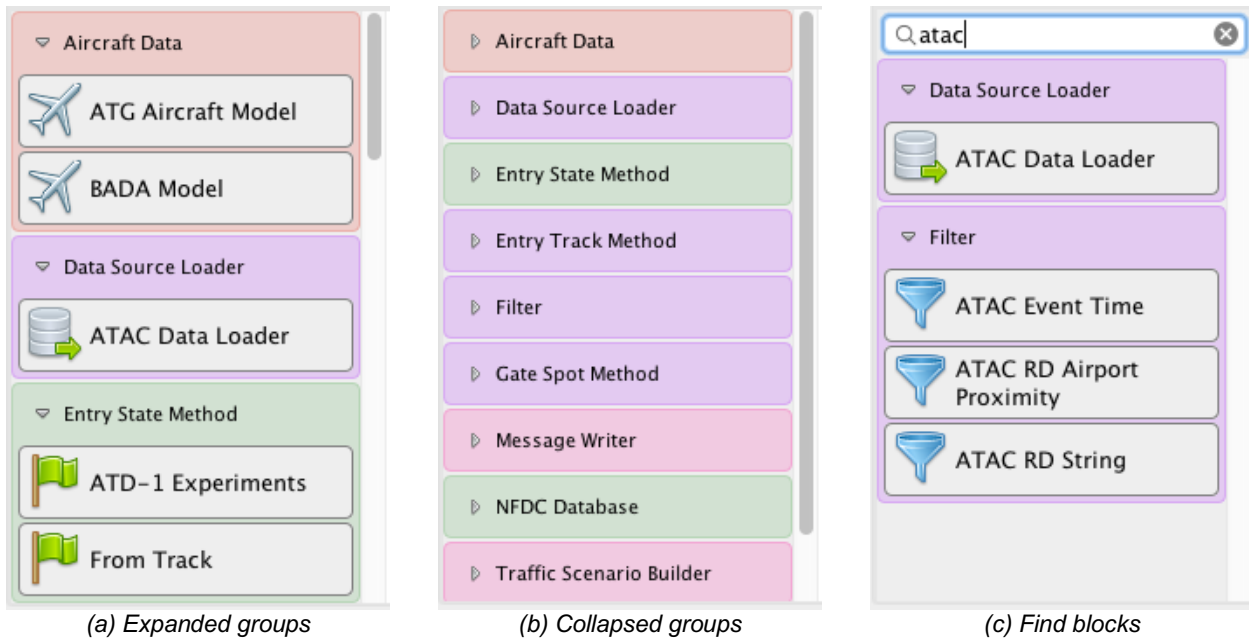 Aircraft Data
ATG Aircraft Model
BADA Model
Data Source Loader
ATAC Data Loader
Entry State Method
ATD-1 Experiments
From Track
(a) Expanded groups
Aircraft Data
Data Source Loader
Entry State Method
Entry Track Method
Filter
Gate Spot Method
Message Writer
NFDC Database
Traffic Scenario Builder
(b) Collapsed groups
atac
Data Source Loader
ATAC Data Loader
Filter
ATAC Event Time
ATAC RD Airport
Proximity
ATAC RD String
(c) Find blocks